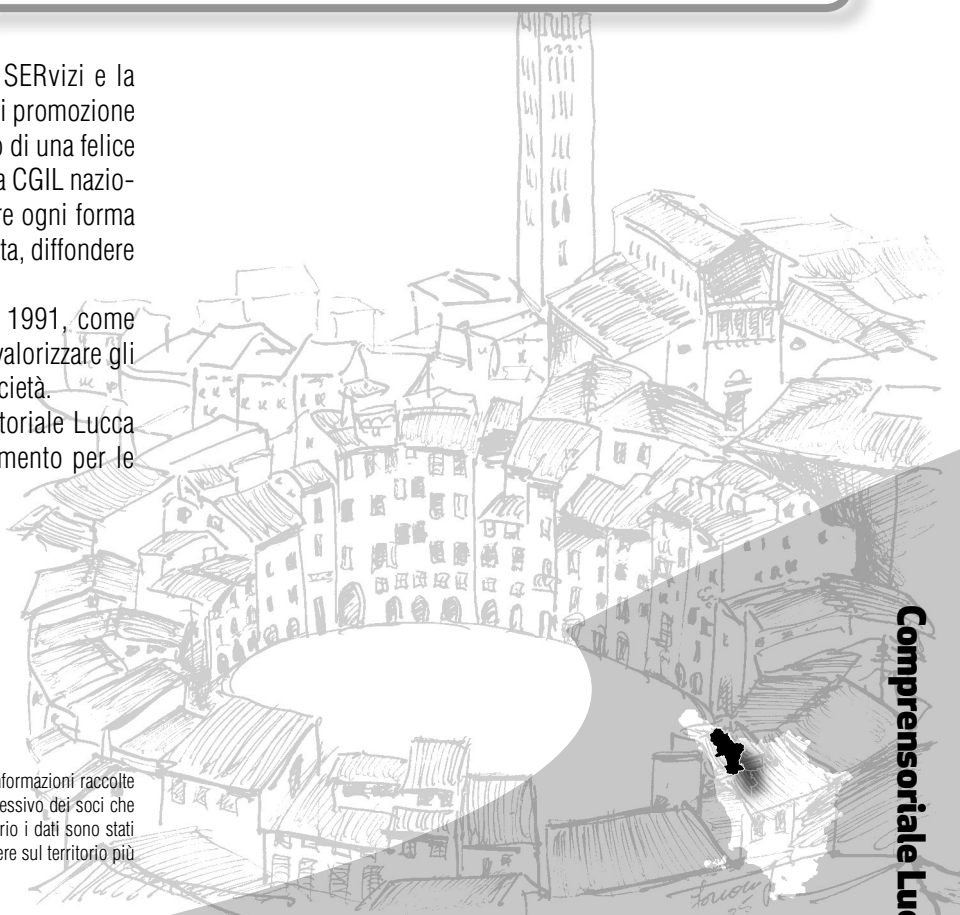 SERvizi e la
i promozione
o di una felice
a CGIL nazio-
re ogni forma
ta, diffondere
1991, come
valorizzare gli
cietà.
toriale Lucca
mento per le
nformazioni raccolte
essivo dei soci che
rio i dati sono stati
ere sul territorio più
Comprensoriale Luc